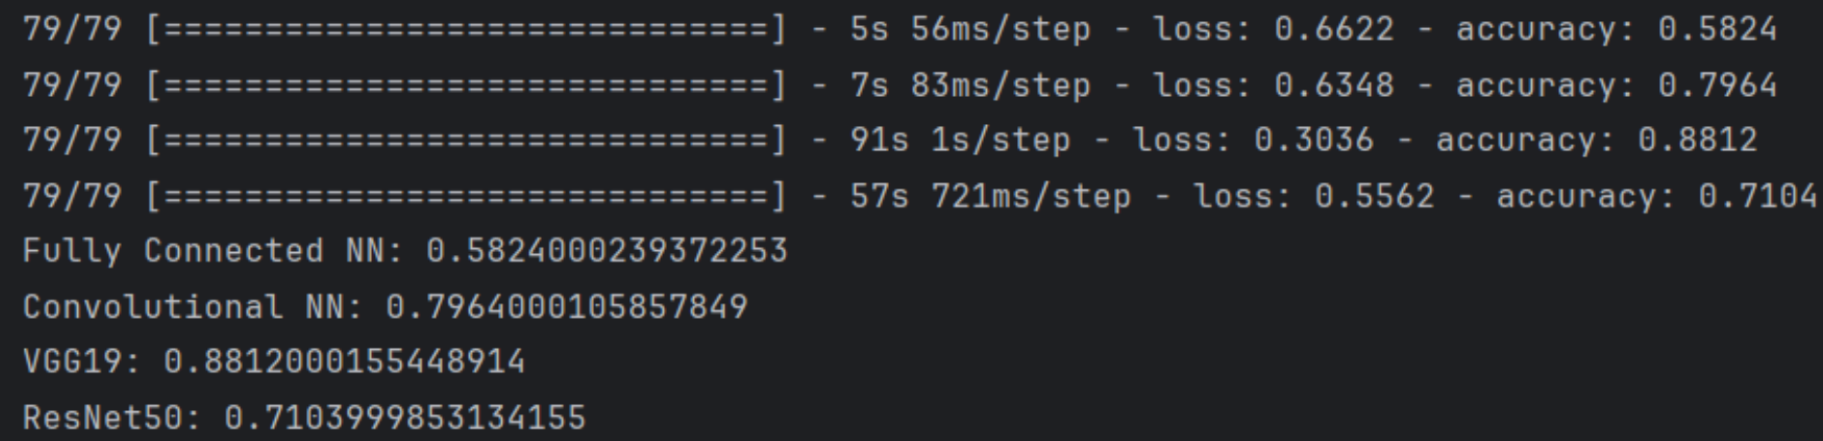 79/79 [==============================] - 5s 56ms/step - loss: 0.6622 - accuracy: 0.5824
79/79 [==============================] - 7s 83ms/step - loss: 0.6348 - accuracy: 0.7964
79/79 [==============================] - 91s 1s/step - loss: 0.3036 - accuracy: 0.8812
79/79 [==============================] - 57s 721ms/step - loss: 0.5562 - accuracy: 0.7104
Fully Connected NN: 0.5824000239372253
Convolutional NN: 0.7964000105857849
VGG19: 0.8812000155448914
ResNet50: 0.7103999853134155